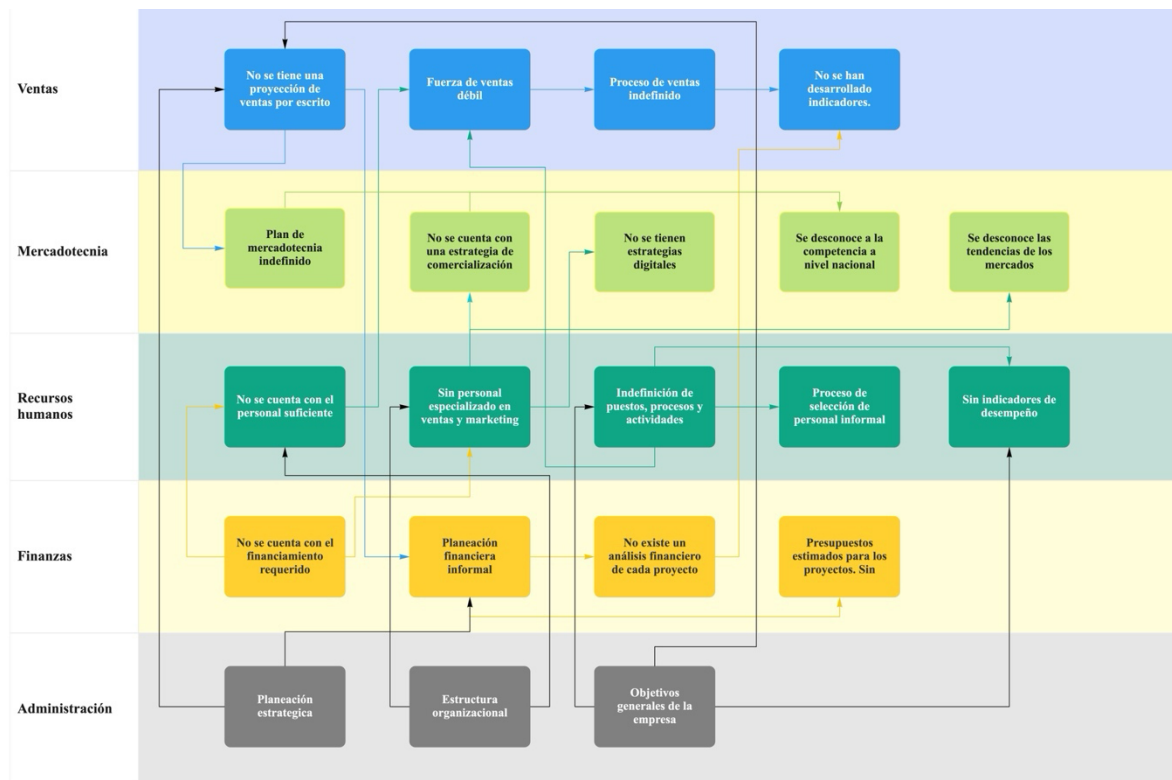 Ventas
No se tiene una
proyección de
ventas por escrito
Fuerza de ventas
débil
Proceso de ventas
indefinido
No se han
desarrollado
indicadores.
Mercadotecnia
Plan de
mercadotecnia
indefinido
No se cuenta con
una estrategia de
comercialización
No se tienen
estrategias
digitales
Se desconoce a la
competencia a
nivel nacional
Se desconoce las
tendencias de los
mercados
Recursos
humanos
No se cuenta con el
personal suficiente
Sin personal
especializado en
ventas y marketing
Indefinición de
puestos, procesos y
actividades
Proceso de
selección de
personal informal
Sin indicadores de
desempeño
Finanzas
No se cuenta con el
financiamiento
requerido
Planeación
financiera
informal
No existe un
análisis financiero
de cada proyecto
Presupuestos
estimados para los
proyectos. Sin
Administración
Planeación
estrategica
Estructura
organizacional
Objetivos
generales de la
empresa